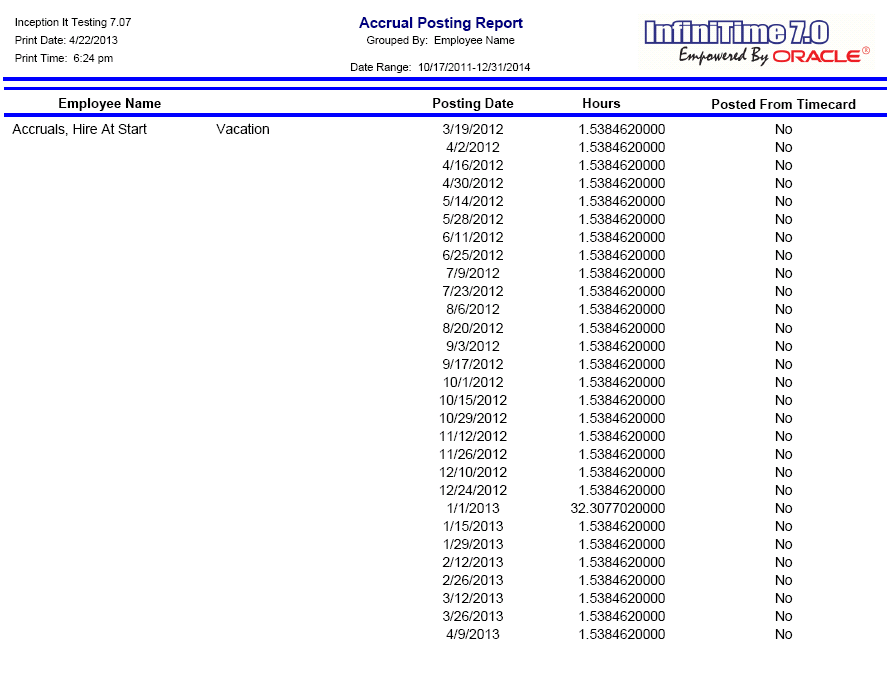 Inception It Testing 7.07
Accrual Posting Report
InfiniTime 7.0
Print Date: 4/22/2013
Grouped By: Employee Name
Empowered By ORACLE®
Print Time: 6:24 pm
Date Range: 10/17/2011-12/31/2014
Employee Name Posting Date Hours Posted From Timecard
Accruals, Hire At Start Vacation 3/19/2012 1.5384620000 No
4/2/2012 1.5384620000 No
4/16/2012 1.5384620000 No
4/30/2012 1.5384620000 No
5/14/2012 1.5384620000 No
5/28/2012 1.5384620000 No
6/11/2012 1.5384620000 No
6/25/2012 1.5384620000 No
7/9/2012 1.5384620000 No
7/23/2012 1.5384620000 No
8/6/2012 1.5384620000 No
8/20/2012 1.5384620000 No
9/3/2012 1.5384620000 No
9/17/2012 1.5384620000 No
10/1/2012 1.5384620000 No
10/15/2012 1.5384620000 No
10/29/2012 1.5384620000 No
11/12/2012 1.5384620000 No
11/26/2012 1.5384620000 No
12/10/2012 1.5384620000 No
12/24/2012 1.5384620000 No
1/1/2013 32.3077020000 No
1/15/2013 1.5384620000 No
1/29/2013 1.5384620000 No
2/12/2013 1.5384620000 No
2/26/2013 1.5384620000 No
3/12/2013 1.5384620000 No
3/26/2013 1.5384620000 No
4/9/2013 1.5384620000 No